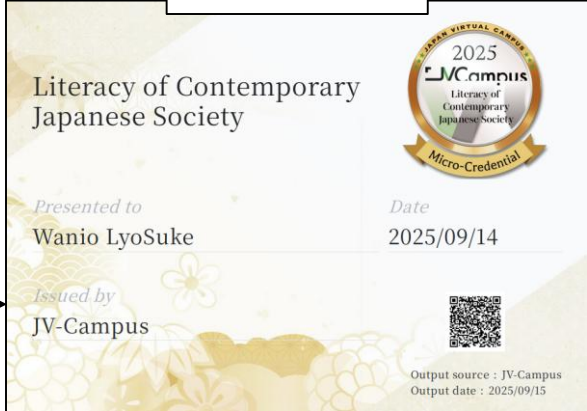 Literacy of Contemporary
Japanese Society
JAPAN VIRTUAL CAMPUS
2025
JVCampus
Literacy of
Contemporary
Japanese Society
Micro-Credential
Presented to
Wanio LyoSuke
Date
2025/09/14
Issued by
JV-Campus
Output source : JV-Campus
Output date : 2025/09/15